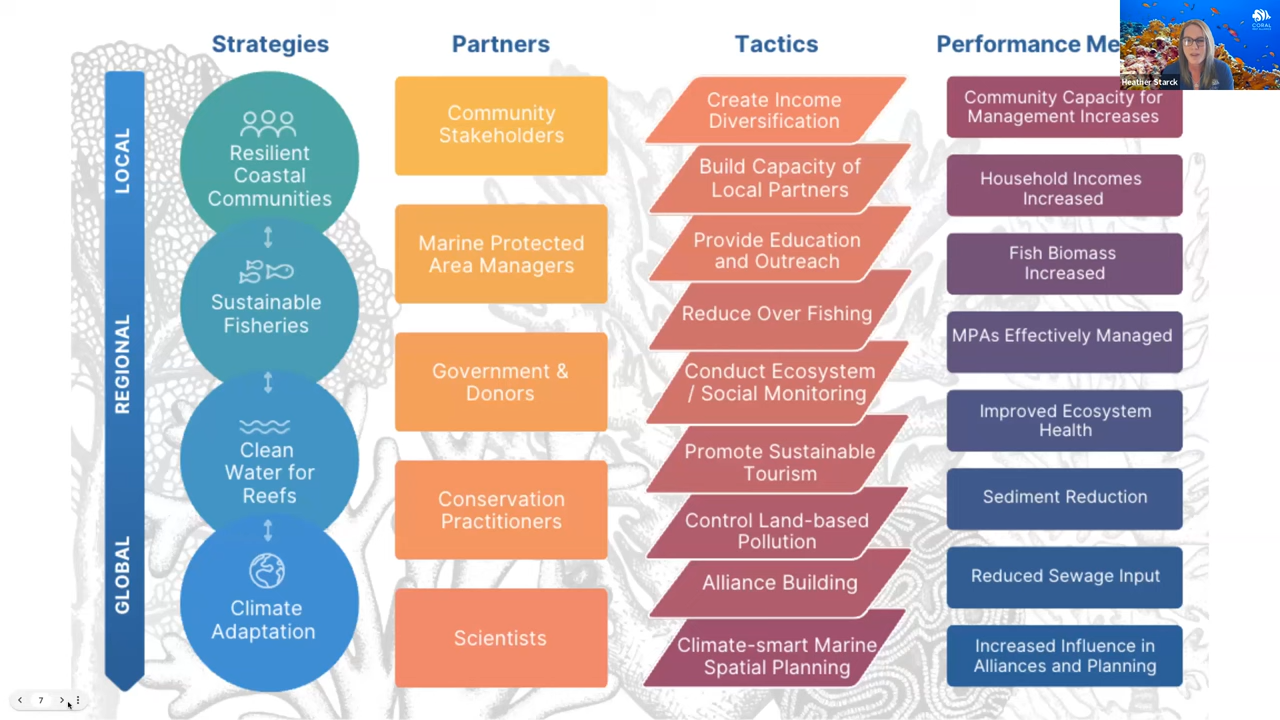 Strategies
Partners
Tactics
Performance Me
CORAL
Heather Starck
LOCAL
REGIONAL
GLOBAL
Resilient
Coastal
Communities
Sustainable
Fisheries
Clean
Water for
Reefs
Climate
Adaptation
Community
Stakeholders
Marine Protected
Area Managers
Government &
Donors
Conservation
Practitioners
Scientists
Create Income
Diversification
Build Capacity of
Local Partners
Provide Education
and Outreach
Reduce Over Fishing
Conduct Ecosystem
/ Social Monitoring
Promote Sustainable
Tourism
Control Land-based
Pollution
Alliance Building
Climate-smart Marine
Spatial Planning
Community Capacity for
Management Increases
Household Incomes
Increased
Fish Biomass
Increased
MPAs Effectively Managed
Improved Ecosystem
Health
Sediment Reduction
Reduced Sewage Input
Increased Influence in
Alliances and Planning
7